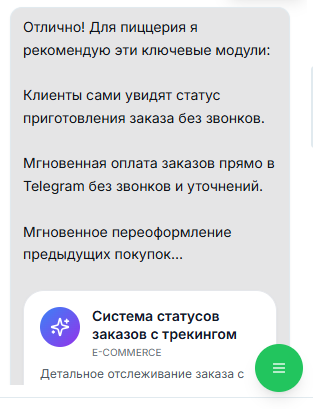 Отлично! Для пиццерия я
рекомендую эти ключевые модули:
Клиенты сами увидят статус
приготовления заказа без звонков.
Мгновенная оплата заказов прямо в
Telegram без звонков и уточнений.
Мгновенное переоформление
предыдущих покупок...
Система статусов
заказов с трекингом
E-COMMERCE
Детальное отслеживание заказа с